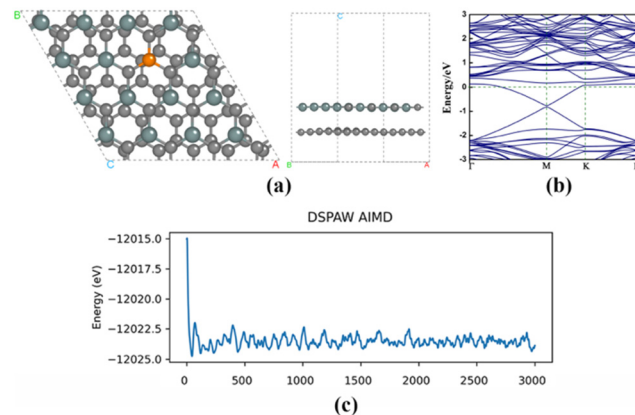 B
C
A
C
B
A
(a)
Energy/eV
3
2
1
0
-1
-2
-3
Γ
M
K
(b)
DSPAW AIMD
Energy (eV)
−12015.0
−12017.5
−12020.0
−12022.5
−12025.0
0
500
1000
1500
2000
2500
3000
(c)